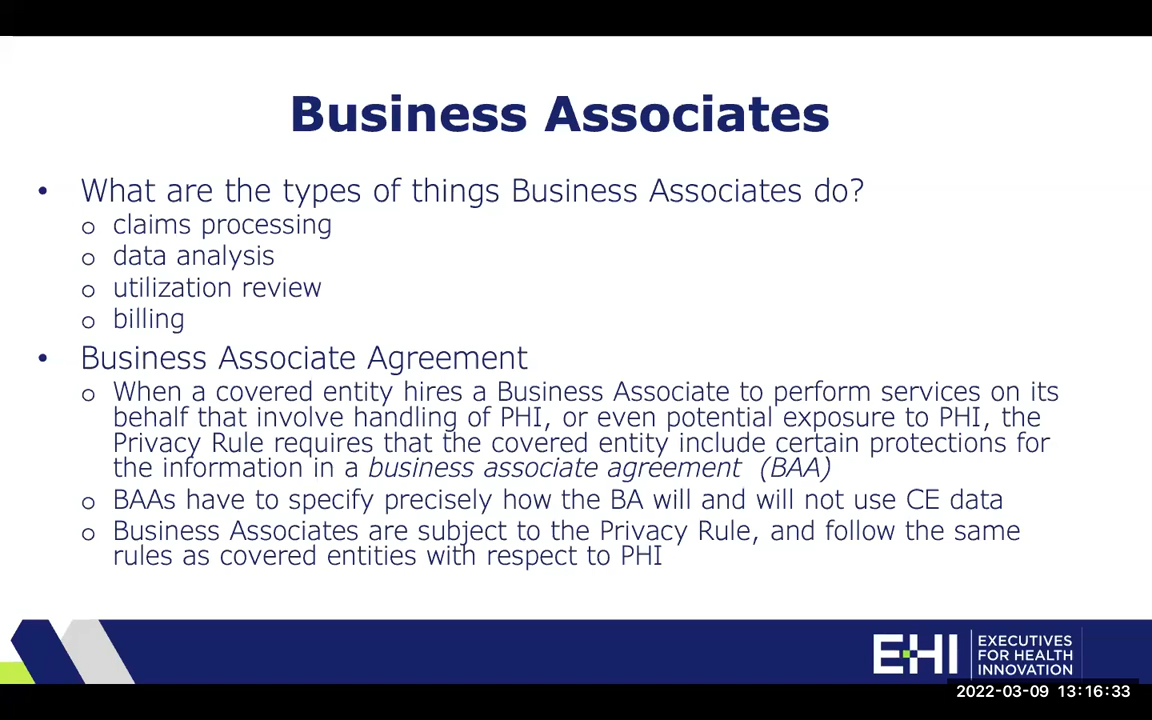 Business Associates
• What are the types of things Business Associates do?
o claims processing
o data analysis
o utilization review
o billing
• Business Associate Agreement
o When a covered entity hires a Business Associate to perform services on its
behalf that involve handling of PHI, or even potential exposure to PHI, the
Privacy Rule requires that the covered entity include certain protections for
the information in a business associate agreement (BAA)
o BAAs have to specify precisely how the BA will and will not use CE data
o Business Associates are subject to the Privacy Rule, and follow the same
rules as covered entities with respect to PHI
EHI
EXECUTIVES
FOR HEALTH
INNOVATION
2022-03-09 13:16:33